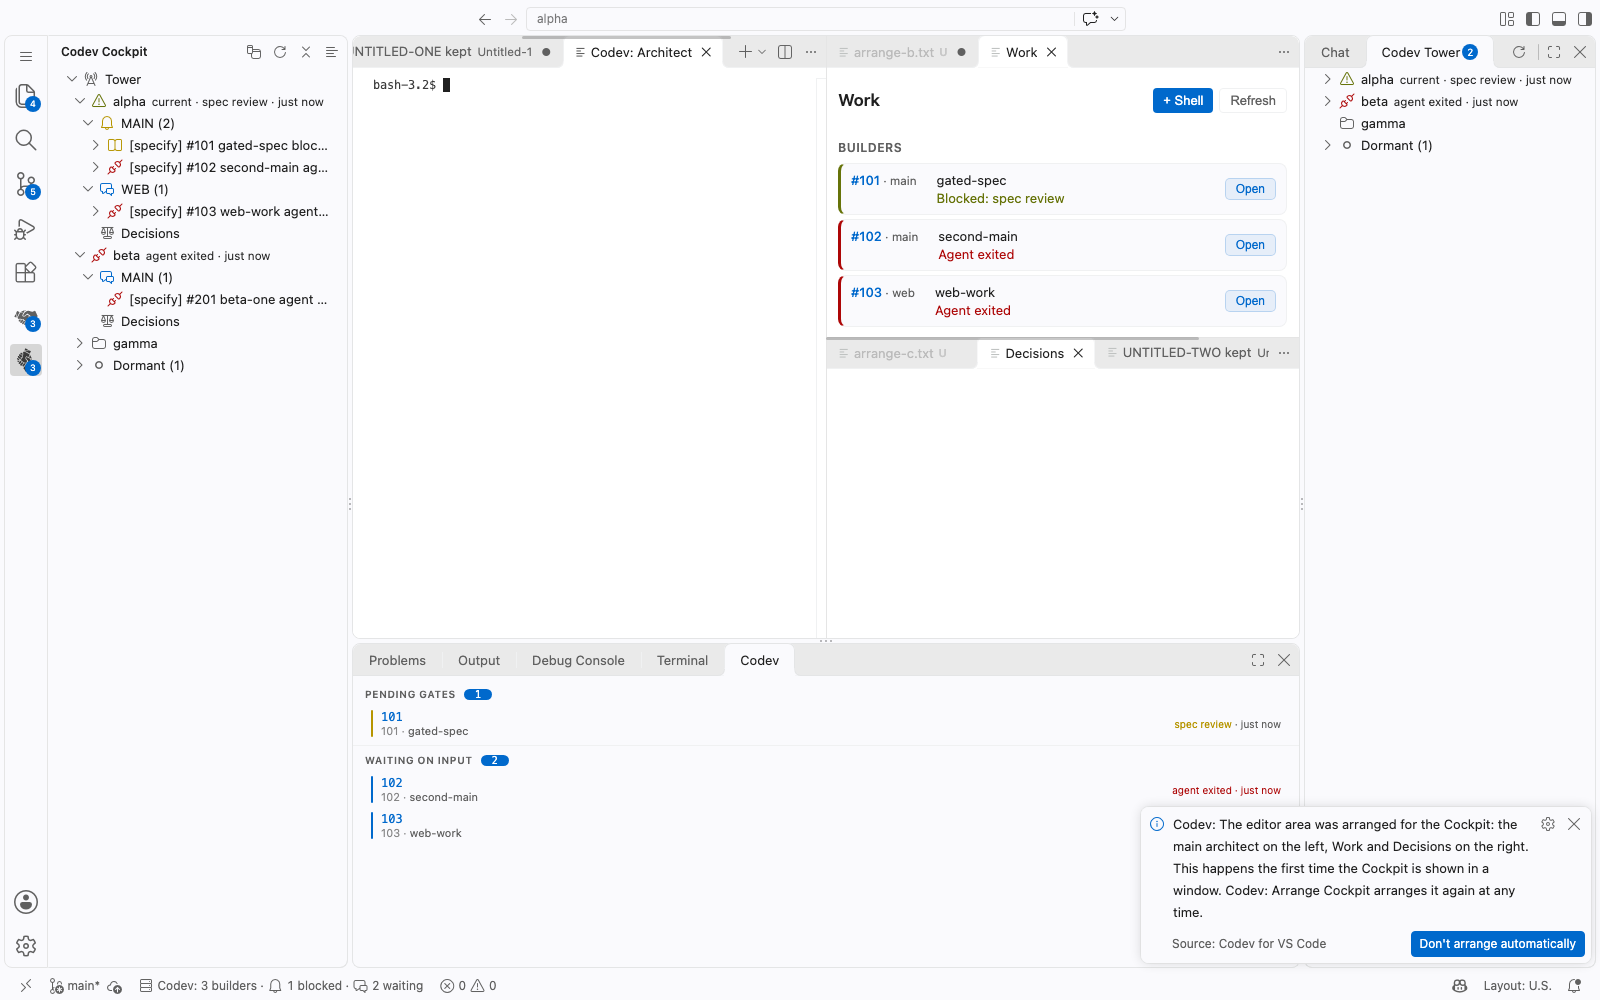 alpha
Codev Cockpit
Tower
alpha current · spec review · just now
MAIN (2)
[specify] #101 gated-spec bloc...
[specify] #102 second-main ag...
WEB (1)
[specify] #103 web-work agent...
Decisions
beta agent exited · just now
MAIN (1)
[specify] #201 beta-one agent ...
Decisions
gamma
Dormant (1)
4
5
3
3
NTITLED-ONE kept Untitled-1
Codev: Architect
bash-3.2$
arrange-b.txt U
Work
Work
+ Shell
Refresh
BUILDERS
#101 · main gated-spec
Blocked: spec review
Open
#102 · main second-main
Agent exited
Open
#103 · web web-work
Agent exited
Open
arrange-c.txt U
Decisions
UNTITLED-TWO kept Ur
Chat
Codev Tower 2
alpha current · spec review · just now
beta agent exited · just now
gamma
Dormant (1)
Problems
Output
Debug Console
Terminal
Codev
PENDING GATES 1
101
101 · gated-spec
spec review · just now
WAITING ON INPUT 2
102
102 · second-main
agent exited · just now
103
103 · web-work
Codev: The editor area was arranged for the Cockpit: the
main architect on the left, Work and Decisions on the right.
This happens the first time the Cockpit is shown in a
window. Codev: Arrange Cockpit arranges it again at any
time.
Source: Codev for VS Code
Don't arrange automatically
main*
Codev: 3 builders · 1 blocked · 2 waiting
0 0
Layout: U.S.